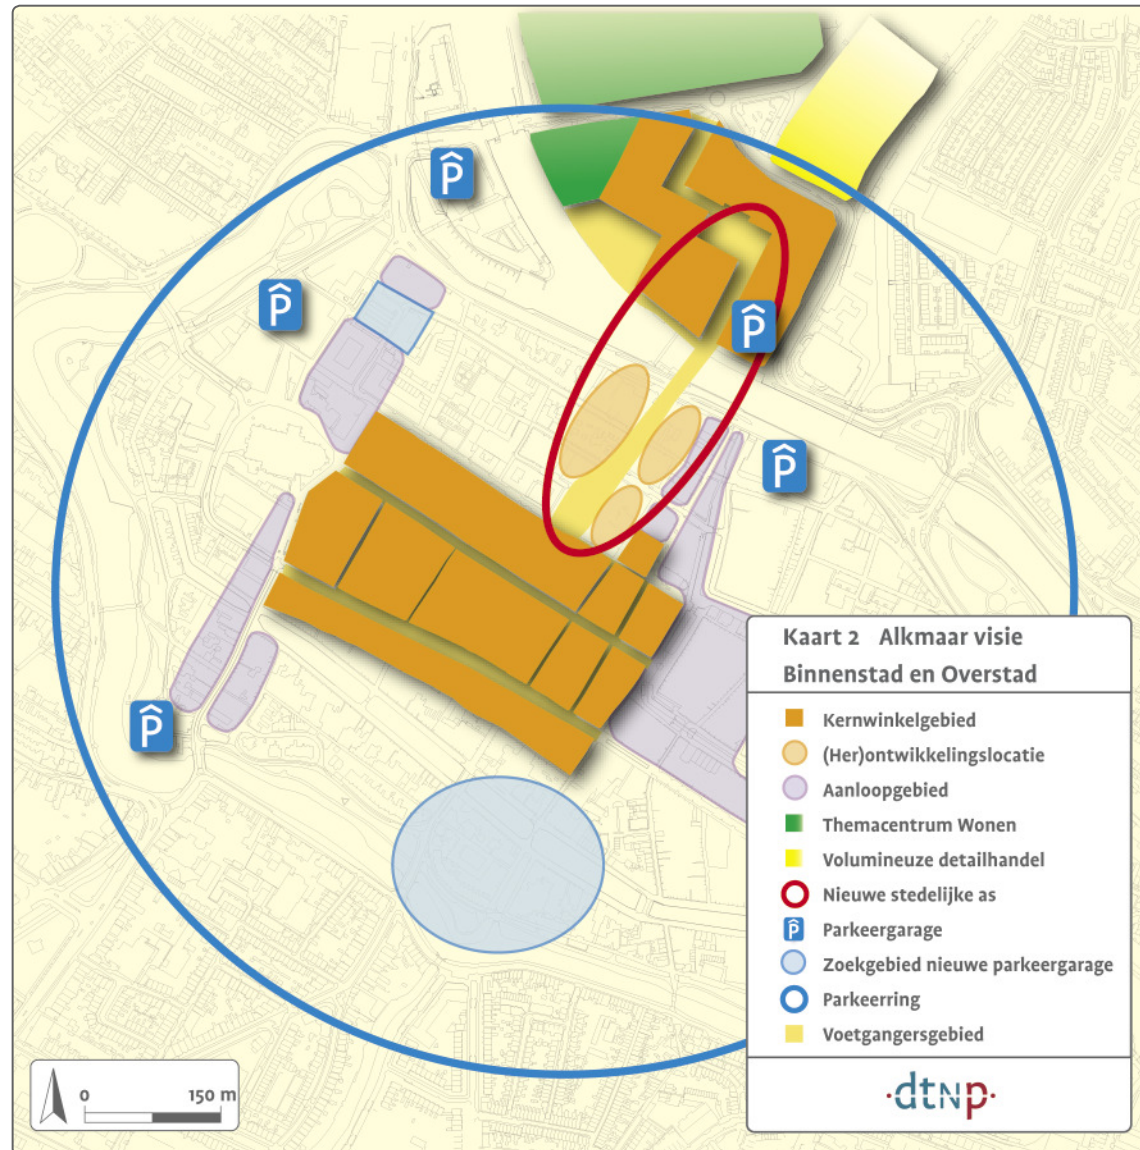 P
P
P
P
P
Kaart 2 Alkmaar visie
Binnenstad en Overstad
Kernwinkelgebied
(Her)ontwikkelingslocatie
Aanloopgebied
Themacentrum Wonen
Volumineuze detailhandel
Nieuwe stedelijke as
P Parkeergarage
Zoekgebied nieuwe parkeergarage
Parkeerring
Voetgangersgebied
0 150 m
·dtNp·